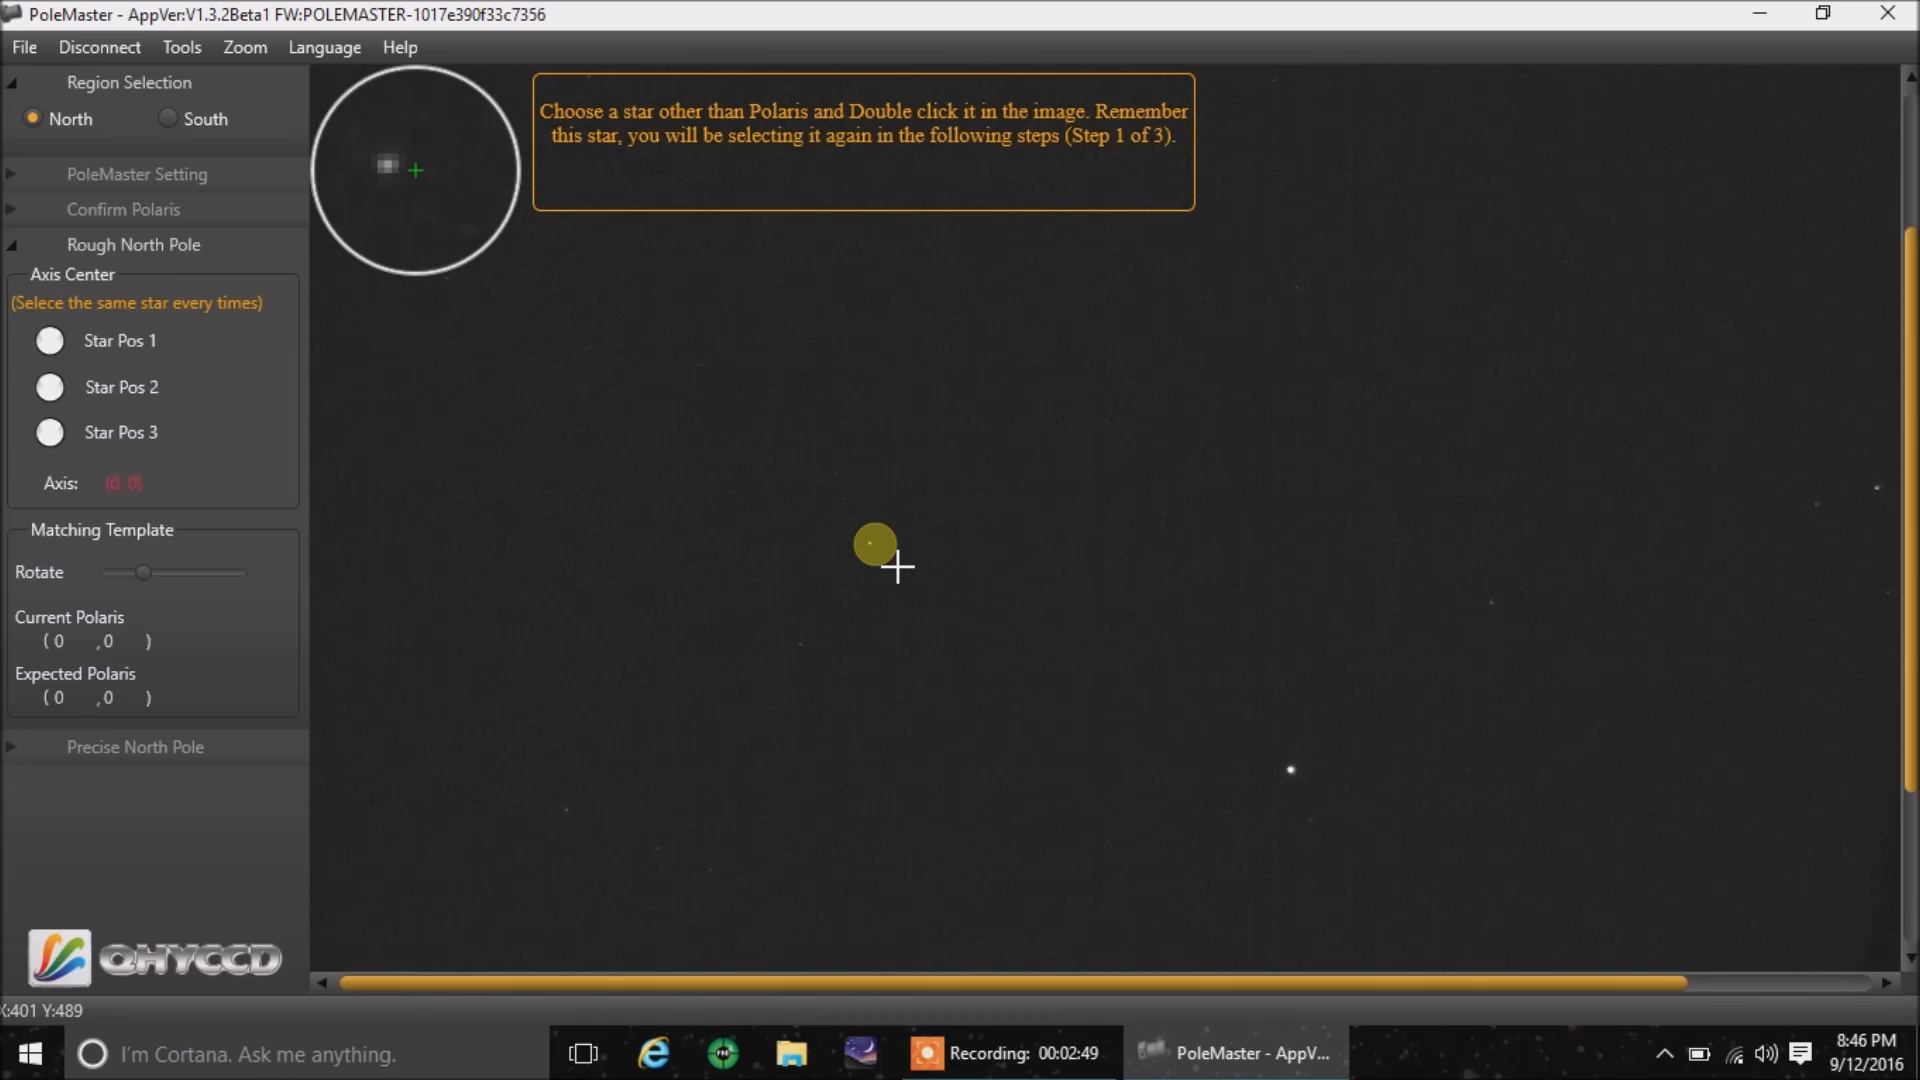 PoleMaster - AppVer:V1.3.2Beta1 FW:POLEMASTER-1017e390f33c7356
File Disconnect Tools Zoom Language Help
Region Selection
North South
PoleMaster Setting
Confirm Polaris
Rough North Pole
Axis Center
(Selece the same star every times)
Star Pos 1
Star Pos 2
Star Pos 3
Axis: (0, 0)
Matching Template
Rotate
Current Polaris
( 0 ,0 )
Expected Polaris
( 0 ,0 )
Precise North Pole
Choose a star other than Polaris and Double click it in the image. Remember
this star, you will be selecting it again in the following steps (Step 1 of 3).
QHYCCD
X:401 Y:489
I'm Cortana. Ask me anything.
Recording: 00:02:49
PoleMaster - AppV...
8:46 PM
9/12/2016